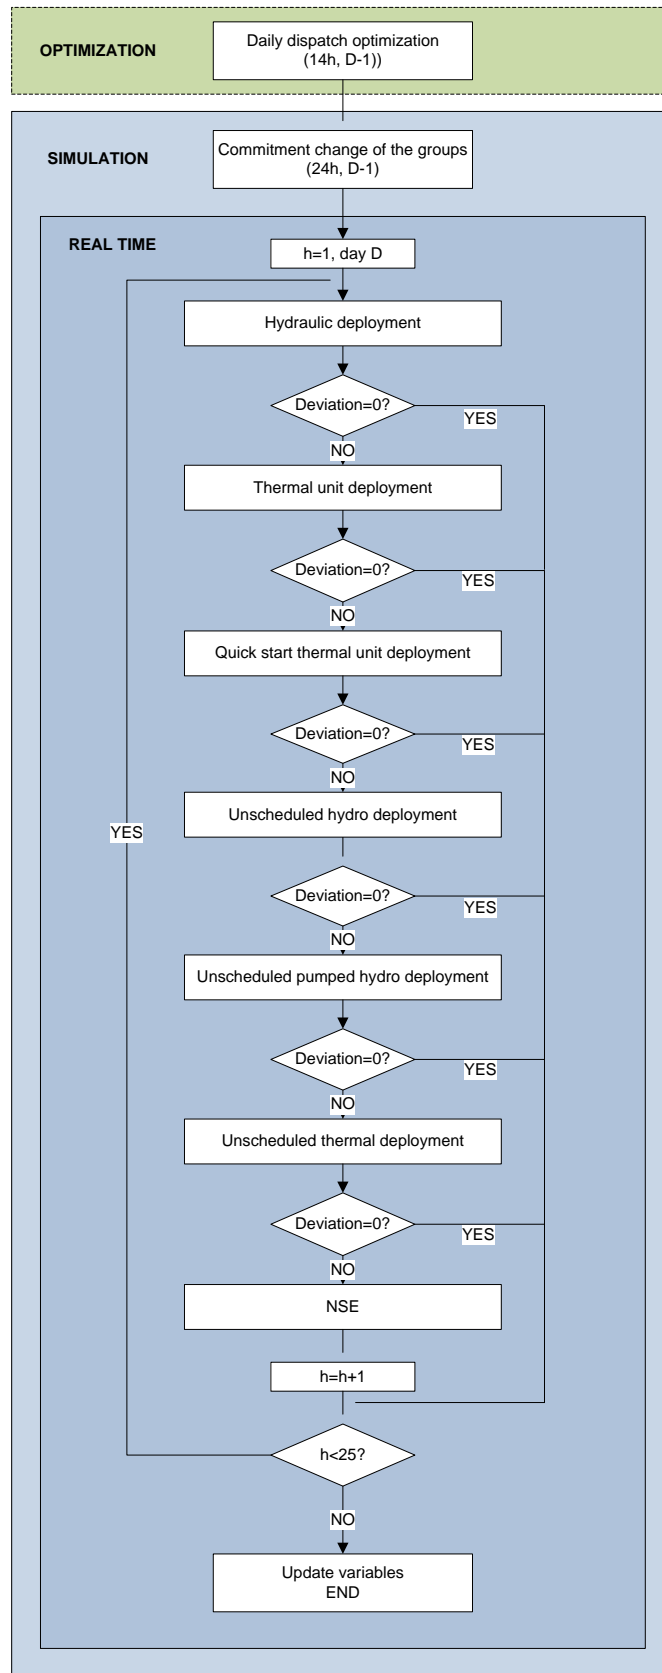 OPTIMIZATION
Daily dispatch optimization
(14h, D-1))
SIMULATION
Commitment change of the groups
(24h, D-1)
REAL TIME
h=1, day D
Hydraulic deployment
Deviation=0?
YES
NO
Thermal unit deployment
Deviation=0?
YES
NO
Quick start thermal unit deployment
Deviation=0?
YES
NO
Unscheduled hydro deployment
YES
Deviation=0?
YES
NO
Unscheduled pumped hydro deployment
Deviation=0?
YES
NO
Unscheduled thermal deployment
Deviation=0?
YES
NO
NSE
h=h+1
h<25?
NO
Update variables
END